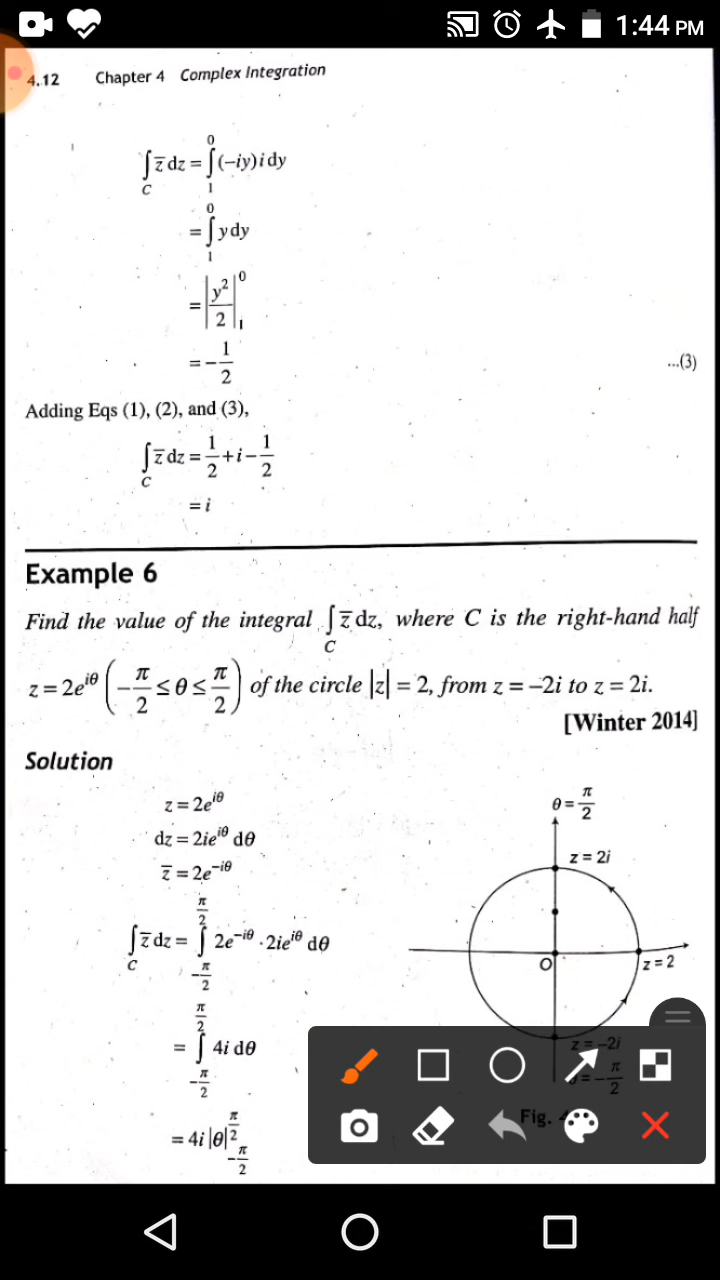 1:44 PM
4.12 Chapter 4 Complex Integration
∫_C z̄ dz = ∫_1^0 (–iy) i dy
= ∫_1^0 y dy
= |y²/2|_1^0
= –1/2 ...(3)
Adding Eqs (1), (2), and (3),
∫_C z̄ dz = 1/2 + i – 1/2
= i
Example 6
Find the value of the integral ∫_C z̄ dz, where C is the right-hand half
z = 2e^{iθ} (–π/2 ≤ θ ≤ π/2) of the circle |z| = 2, from z = –2i to z = 2i.
[Winter 2014]
Solution
z = 2e^{iθ}
dz = 2ie^{iθ} dθ
z̄ = 2e^{–iθ}
∫_C z̄ dz = ∫_{–π/2}^{π/2} 2e^{–iθ} · 2ie^{iθ} dθ
= ∫_{–π/2}^{π/2} 4i dθ
= 4i |θ|_{–π/2}^{π/2}
θ = π/2
z = 2i
O
z = 2
z = –2i
θ = –π/2
Fig.